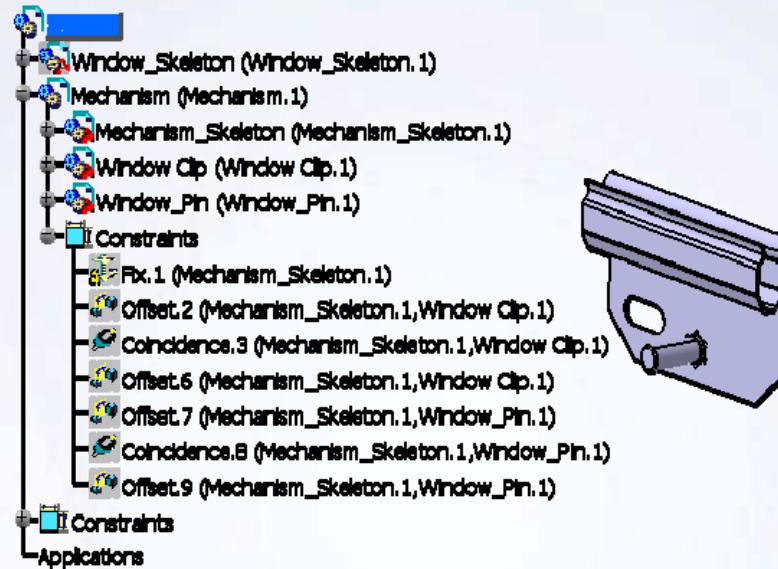 Window_Skeleton (Window_Skeleton.1)
Mechanism (Mechanism.1)
Mechanism_Skeleton (Mechanism_Skeleton.1)
Window Clip (Window Clip.1)
Window_Pin (Window_Pin.1)
Constraints
Fix.1 (Mechanism_Skeleton.1)
Offset.2 (Mechanism_Skeleton.1,Window Clip.1)
Coincidence.3 (Mechanism_Skeleton.1,Window Clip.1)
Offset.6 (Mechanism_Skeleton.1,Window Clip.1)
Offset.7 (Mechanism_Skeleton.1,Window_Pin.1)
Coincidence.8 (Mechanism_Skeleton.1,Window_Pin.1)
Offset.9 (Mechanism_Skeleton.1,Window_Pin.1)
Constraints
Applications